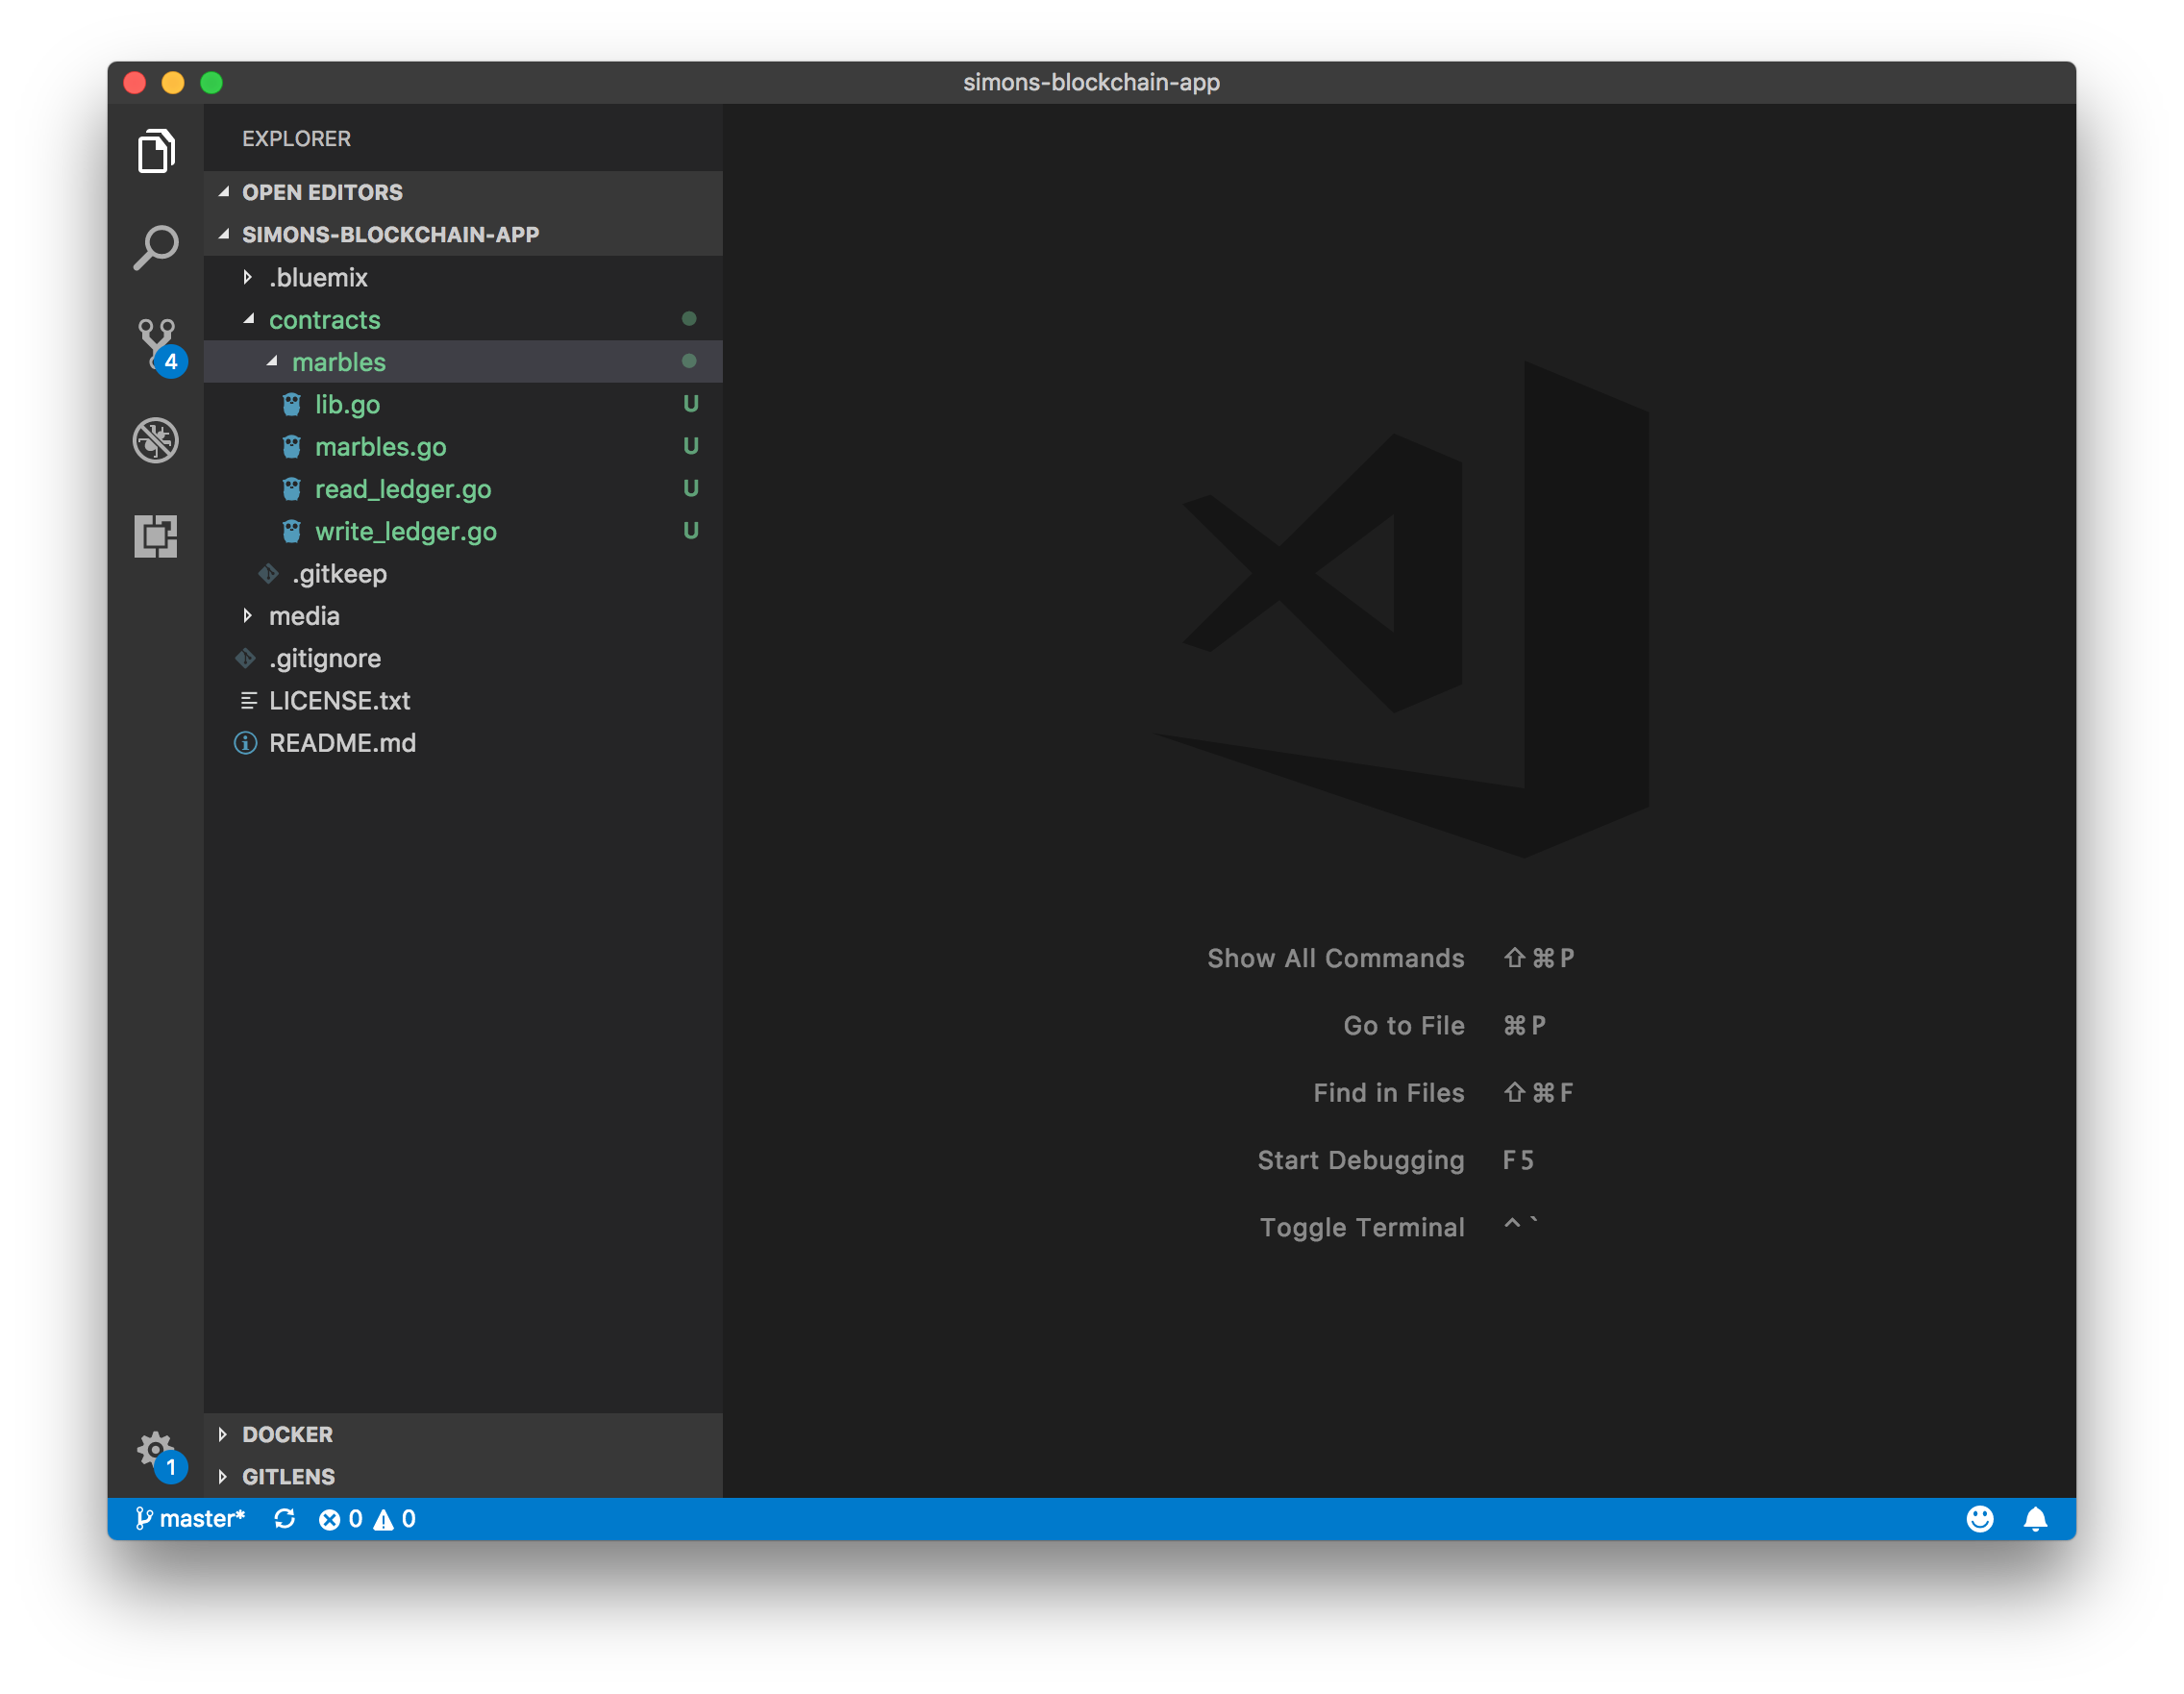 simons-blockchain-app
EXPLORER
OPEN EDITORS
SIMONS-BLOCKCHAIN-APP
.bluemix
contracts
marbles
4
lib.go U
marbles.go U
read_ledger.go U
write_ledger.go U
.gitkeep
media
.gitignore
LICENSE.txt
README.md
Show All Commands ⇧⌘P
Go to File ⌘P
Find in Files ⇧⌘F
Start Debugging F5
Toggle Terminal ^`
DOCKER
1
GITLENS
master* 0 0